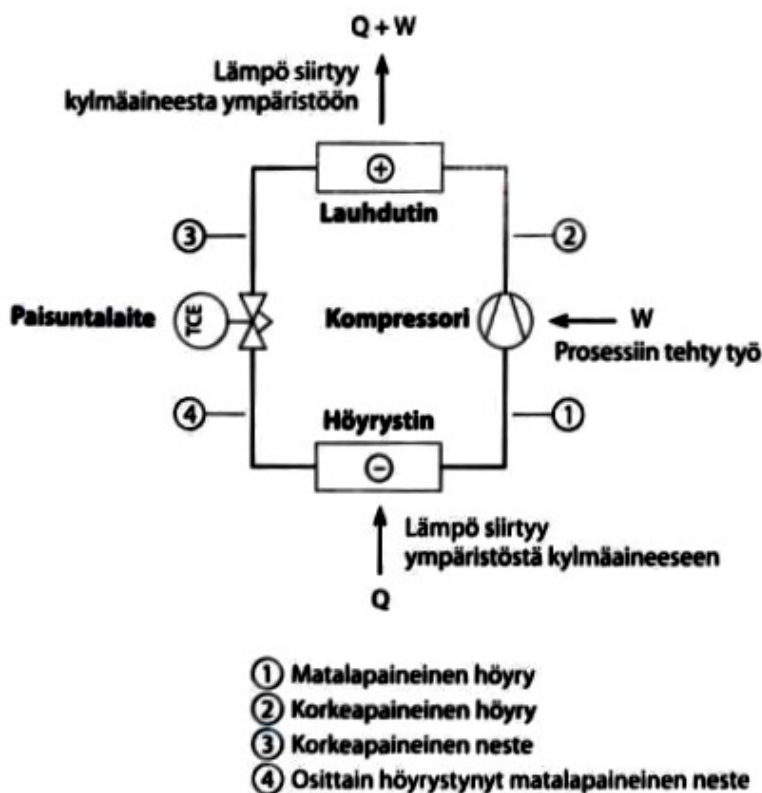 Q + W
Lämpö siirtyy
kylmäaineesta ympäristöön
+
Lauhdutin
3
2
Paisuntalaite
TCE
Kompressori
W
Prosessiin tehty työ
4
1
Höyrystin
−
Lämpö siirtyy
ympäristöstä kylmäaineeseen
Q
1 Matalapaineinen höyry
2 Korkeapaineinen höyry
3 Korkeapaineinen neste
4 Osittain höyrystynyt matalapaineinen neste